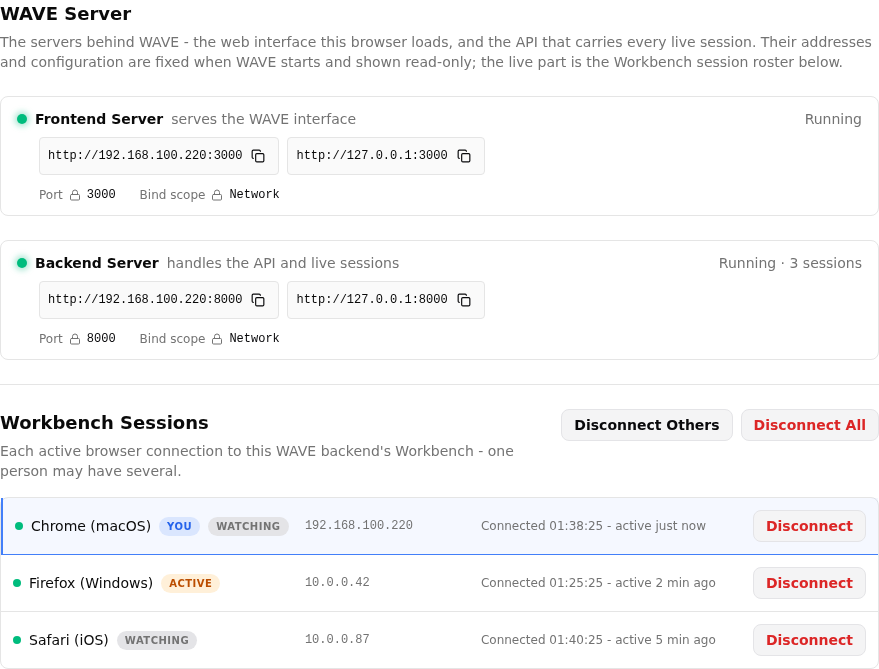 WAVE Server
The servers behind WAVE - the web interface this browser loads, and the API that carries every live session. Their addresses
and configuration are fixed when WAVE starts and shown read-only; the live part is the Workbench session roster below.
Frontend Server serves the WAVE interface Running
http://192.168.100.220:3000 http://127.0.0.1:3000
Port 3000 Bind scope Network
Backend Server handles the API and live sessions Running · 3 sessions
http://192.168.100.220:8000 http://127.0.0.1:8000
Port 8000 Bind scope Network
Workbench Sessions Disconnect Others Disconnect All
Each active browser connection to this WAVE backend's Workbench - one
person may have several.
Chrome (macOS) YOU WATCHING 192.168.100.220 Connected 01:38:25 - active just now Disconnect
Firefox (Windows) ACTIVE 10.0.0.42 Connected 01:25:25 - active 2 min ago Disconnect
Safari (iOS) WATCHING 10.0.0.87 Connected 01:40:25 - active 5 min ago Disconnect